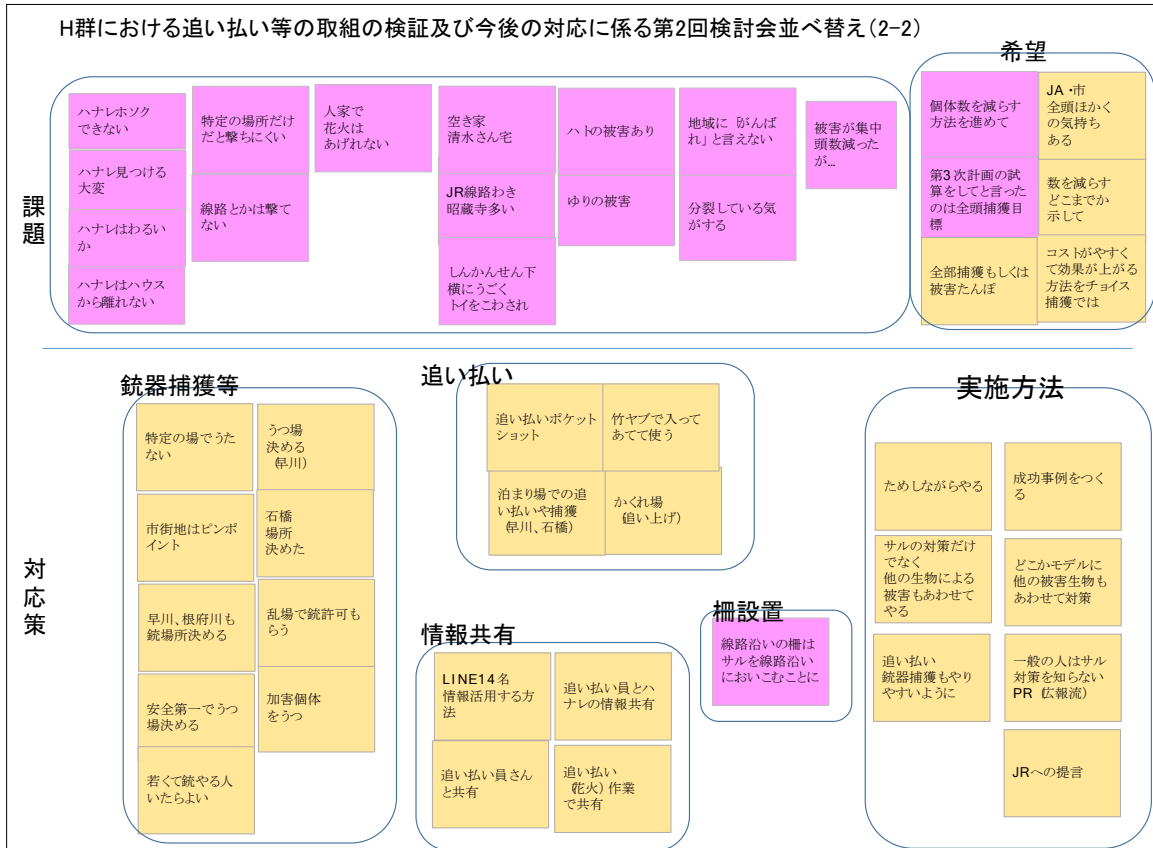 H群における追い払い等の取組の検証及び今後の対応に係る第2回検討会並べ替え(2-2)
課題
ハナレホソク
できない
ハナレ見つける
大変
ハナレはわるい
か
ハナレはハウス
から離れない
特定の場所だけ
だと撃ちにくい
線路とかは撃て
ない
人家で
花火は
あげれない
空き家
清水さん宅
JR線路わき
昭蔵寺多い
しんかんせん下
横にうごく
トイをこわされ
ハトの被害あり
ゆりの被害
地域に「がんば
れ」と言えない
分裂している気
がする
被害が集中
頭数減った
が…
希望
個体数を減らす
方法を進めて
第3次計画の試
算をしてと言った
のは全頭捕獲目
標
全部捕獲もしくは
被害たんぽ
JA・市
全頭ほかく
の気持ち
ある
数を減らす
どこまでか
示して
コストがやすく
て効果が上がる
方法をチョイス
捕獲では
対応策
銃器捕獲等
特定の場でうた
ない
市街地はピンポ
イント
早川、根府川も
銃場所決める
安全第一でうつ
場決める
若くて銃やる人
いたらよい
うつ場
決める
(早川)
石橋
場所
決めた
乱場で銃許可も
らう
加害個体
をうつ
追い払い
追い払いポケット
ショット
竹ヤブで入って
あてて使う
泊まり場での追
い払いや捕獲
(早川、石橋)
かくれ場
(追い上げ)
情報共有
LINE14名
情報活用する方
法
追い払い員とハ
ナレの情報共有
追い払い員さん
と共有
追い払い
(花火)作業
で共有
柵設置
線路沿いの柵は
サルを線路沿い
においこむことに
実施方法
ためしながらやる
成功事例をつく
る
サルの対策だけ
でなく
他の生物による
被害もあわせて
やる
どこかモデルに
他の被害生物も
あわせて対策
追い払い
銃器捕獲もやり
やすいように
一般の人はサル
対策を知らない
PR(広報流)
JRへの提言